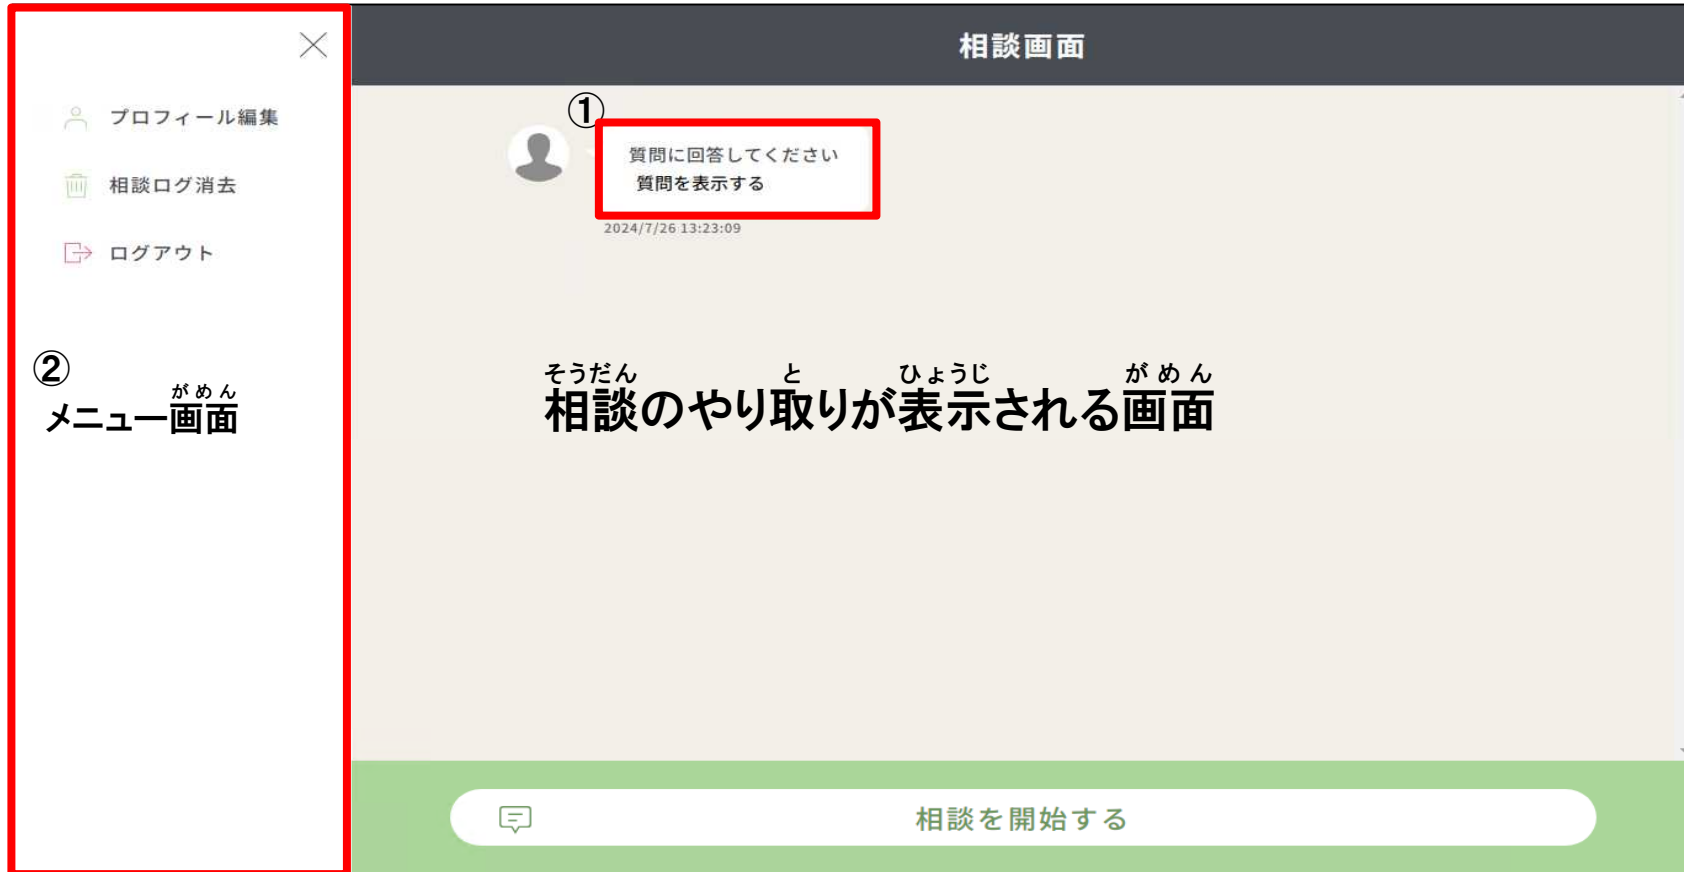 プロフィール編集
相談ログ消去
ログアウト
②
がめん
メニュー画面
相談画面
①
質問に回答してください
質問を表示する
2024/7/26 13:23:09
そうだん と ひょうじ がめん
相談のやり取りが表示される画面
相談を開始する